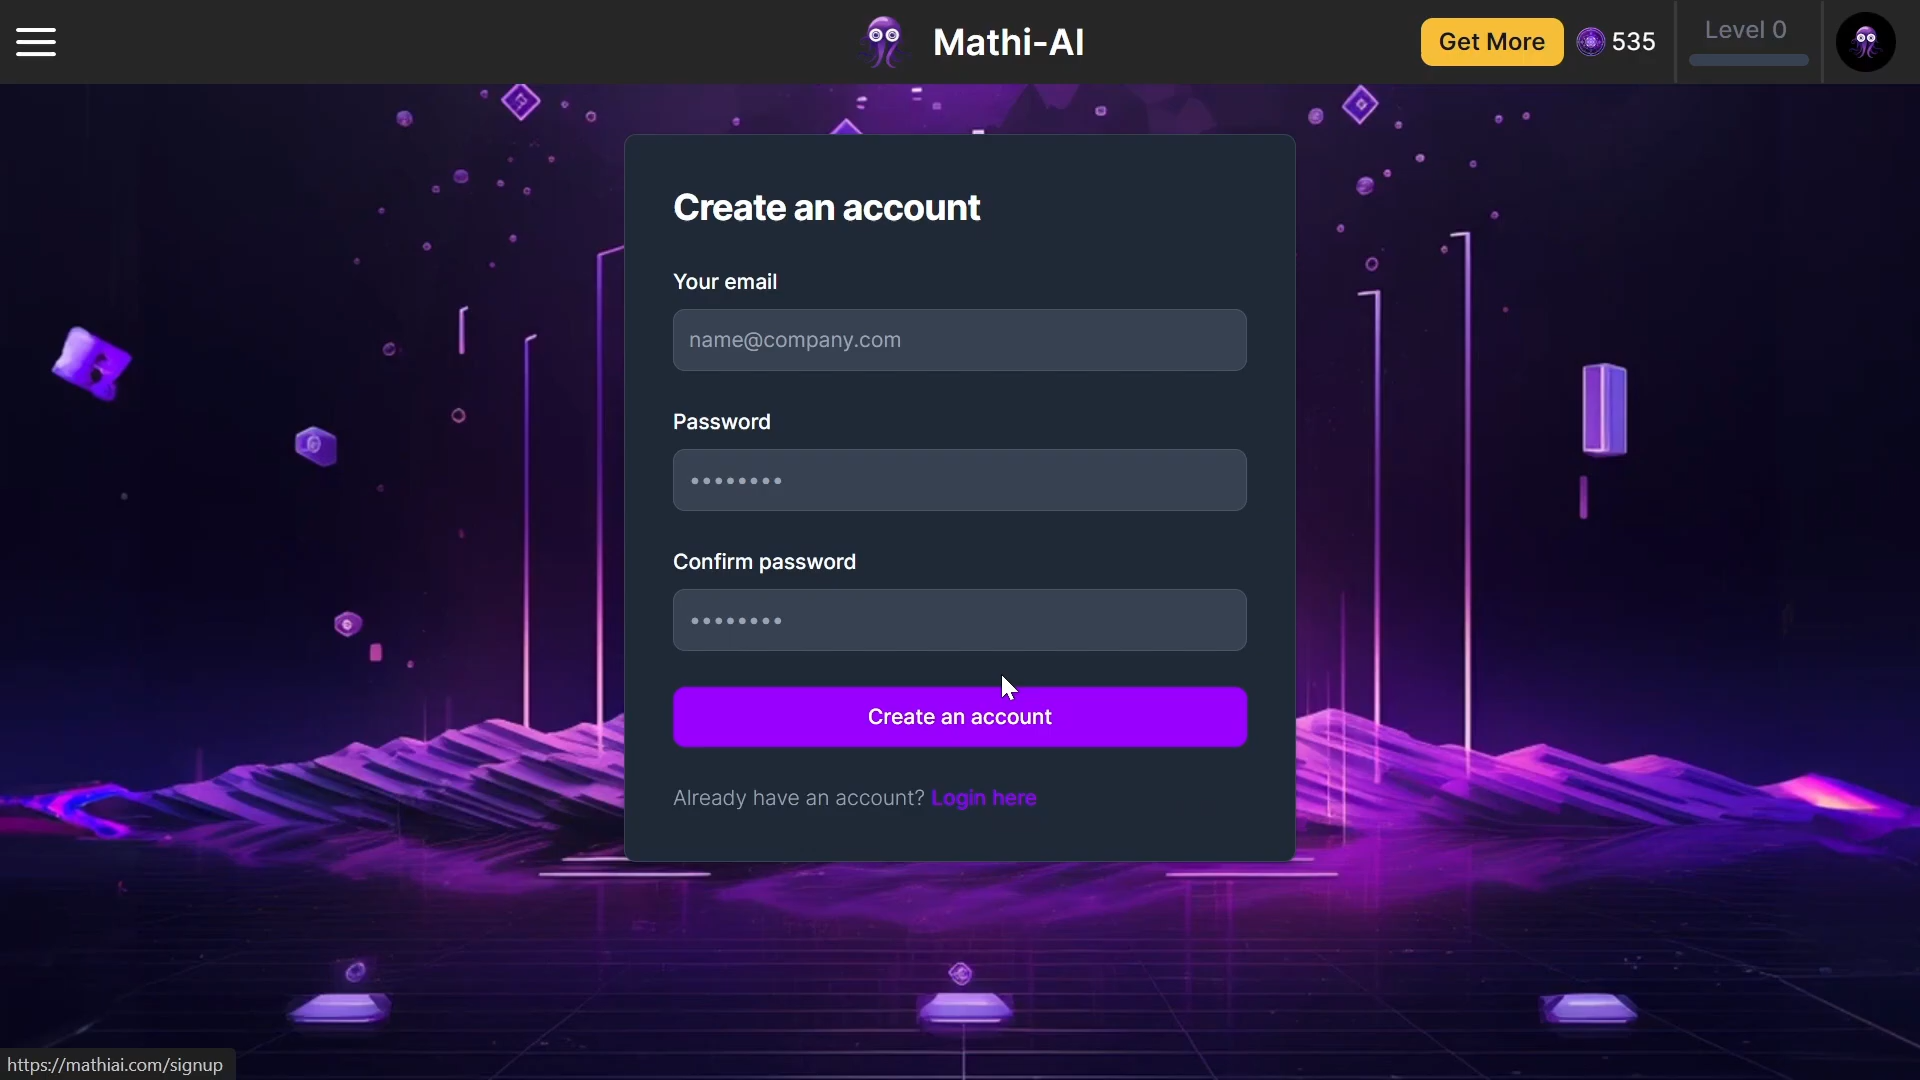 Mathi-AI
Get More
535
Level 0
Create an account
Your email
name@company.com
Password
••••••••
Confirm password
••••••••
Create an account
Already have an account? Login here
https://mathiai.com/signup